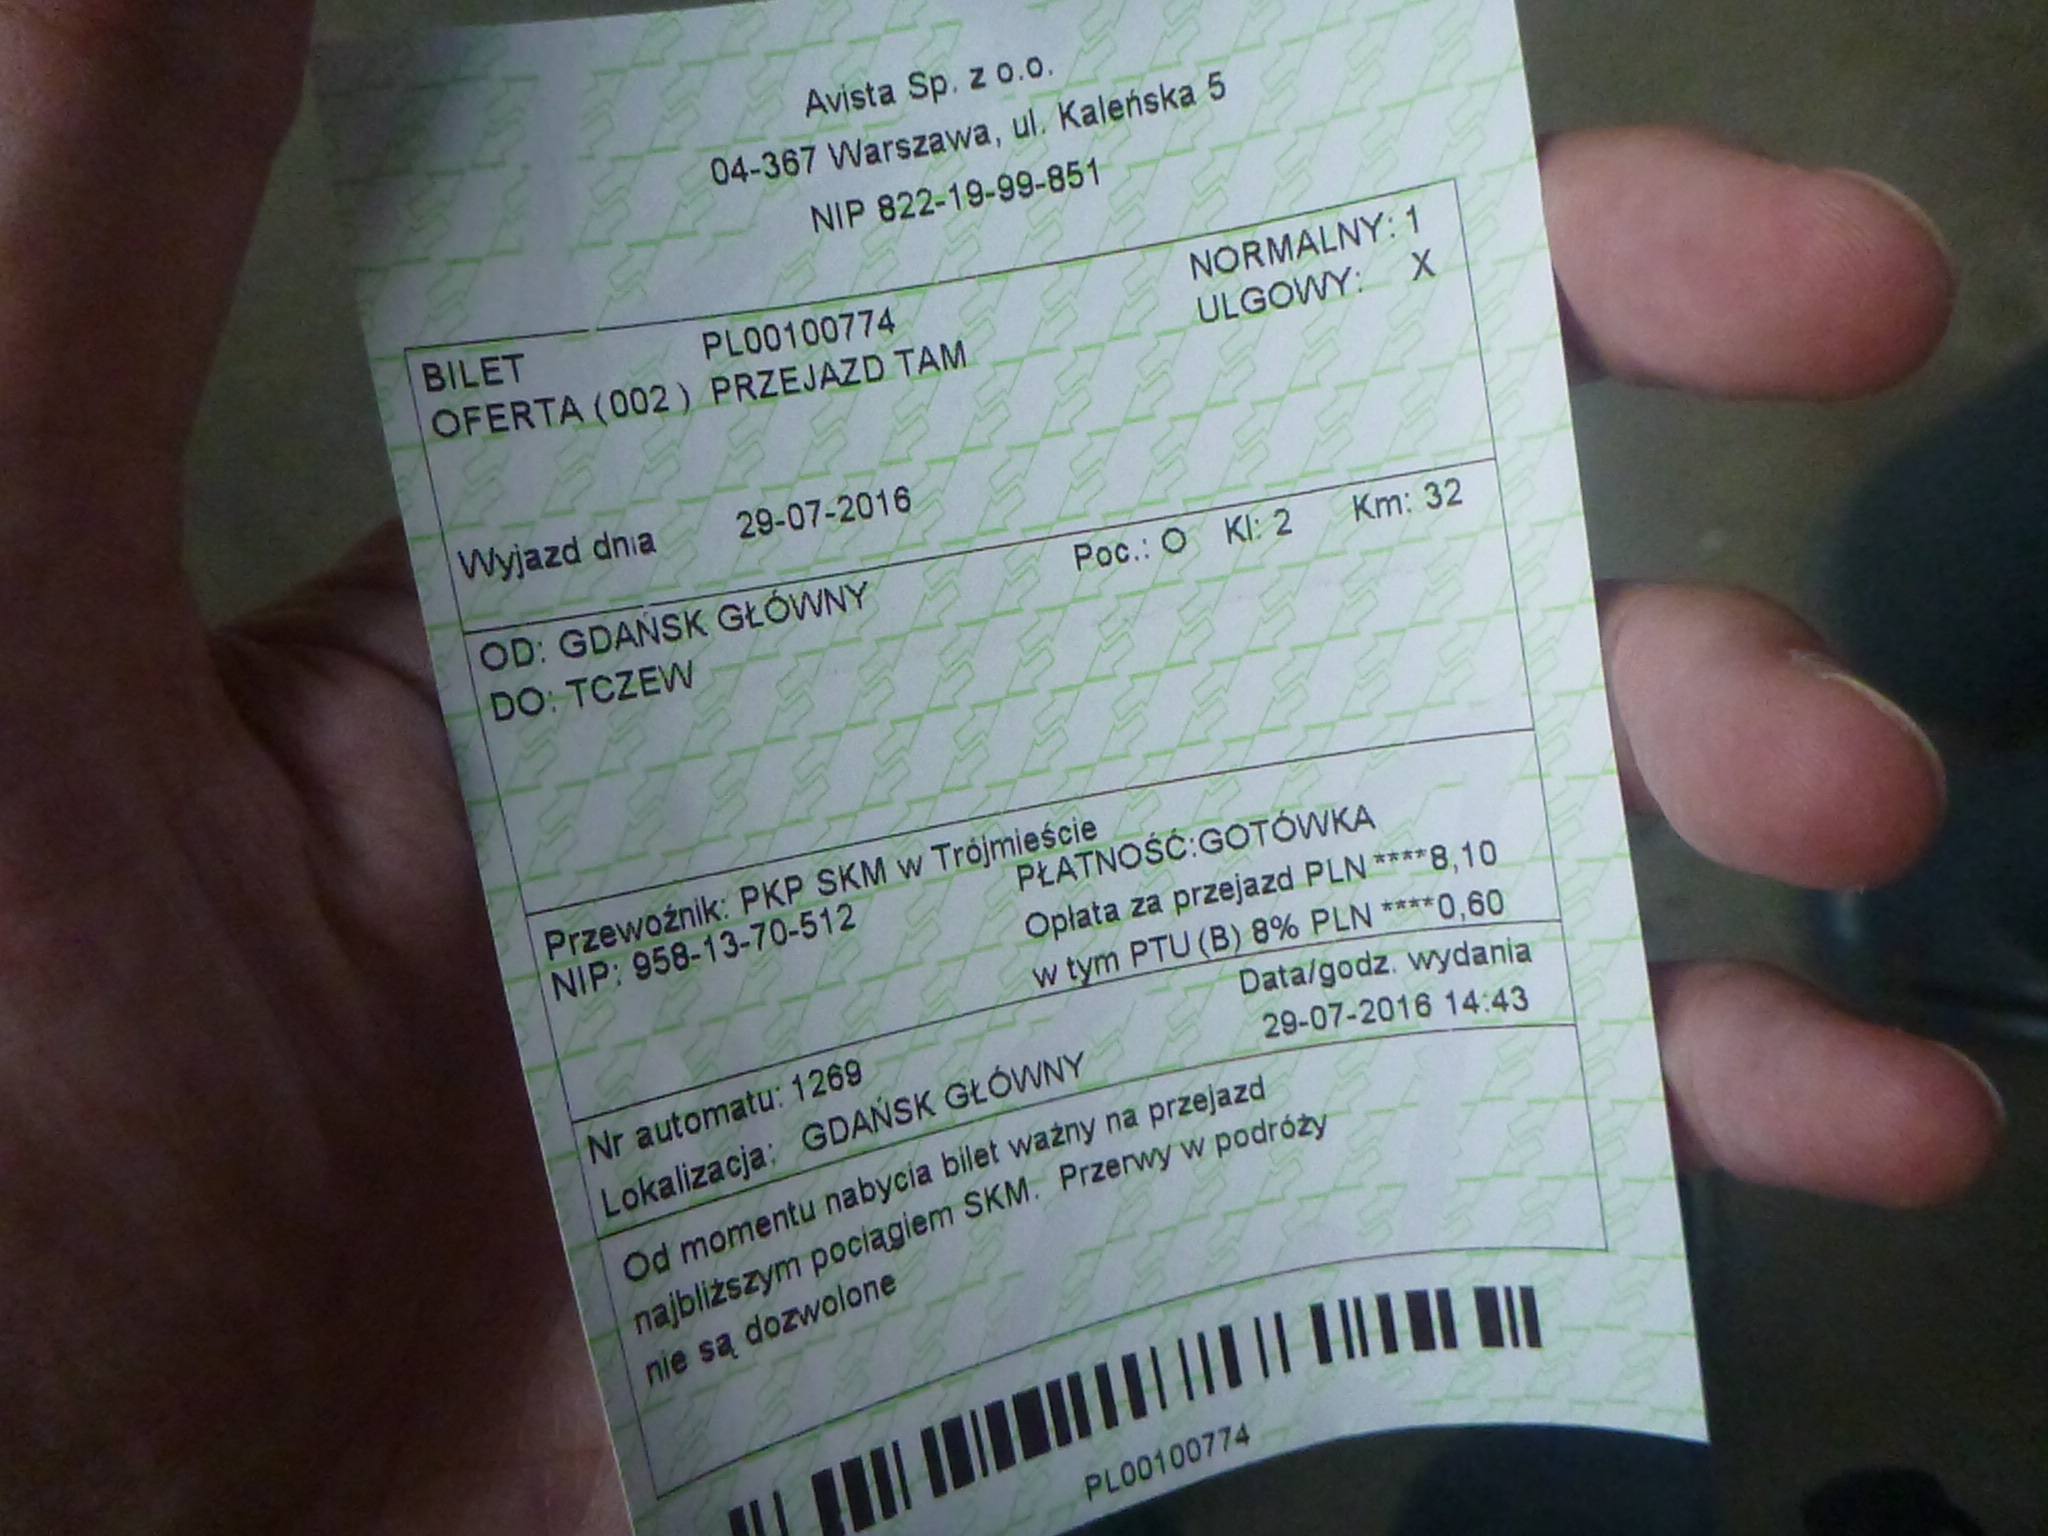 Avista Sp. z o.o.
04-367 Warszawa, ul. Kaleńska 5
NIP 822-19-99-851
BILET PL00100774 NORMALNY: 1
OFERTA (002) PRZEJAZD TAM ULGOWY: X
Wyjazd dnia 29-07-2016
Poc.: O Kl: 2 Km: 32
OD: GDAŃSK GŁÓWNY
DO: TCZEW
Przewoźnik: PKP SKM w Trójmieście
NIP: 958-13-70-512
PŁATNOŚĆ:GOTÓWKA
Opłata za przejazd PLN ****8,10
w tym PTU (B) 8% PLN ****0,60
Data/godz. wydania
29-07-2016 14:43
Nr automatu: 1269
Lokalizacja: GDAŃSK GŁÓWNY
Od momentu nabycia bilet ważny na przejazd
najbliższym pociągiem SKM. Przerwy w podróży
nie są dozwolone
PL00100774